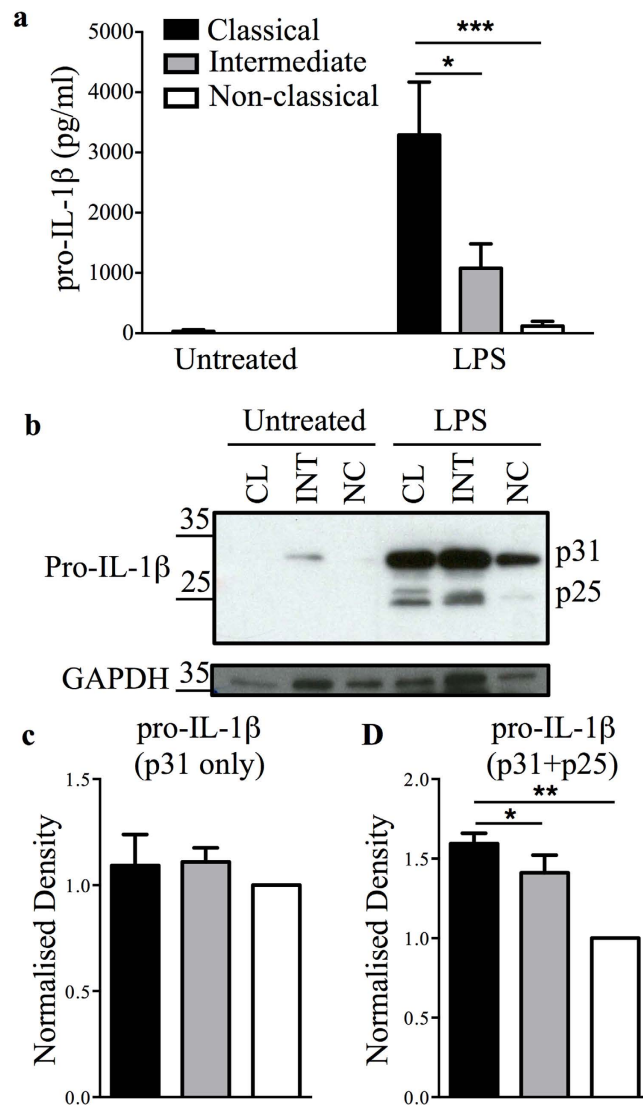 a
5000
4000
3000
2000
1000
0
pro-IL-1β (pg/ml)
Classical
Intermediate
Non-classical
***
*
Untreated
LPS
b
Untreated
LPS
CL
INT
NC
CL
INT
NC
35
Pro-IL-1β
25
p31
p25
GAPDH
35
c
pro-IL-1β
(p31 only)
1.5
1.0
0.5
0.0
Normalised Density
D
pro-IL-1β
(p31+p25)
2.0
1.5
1.0
0.5
0.0
Normalised Density
**
*